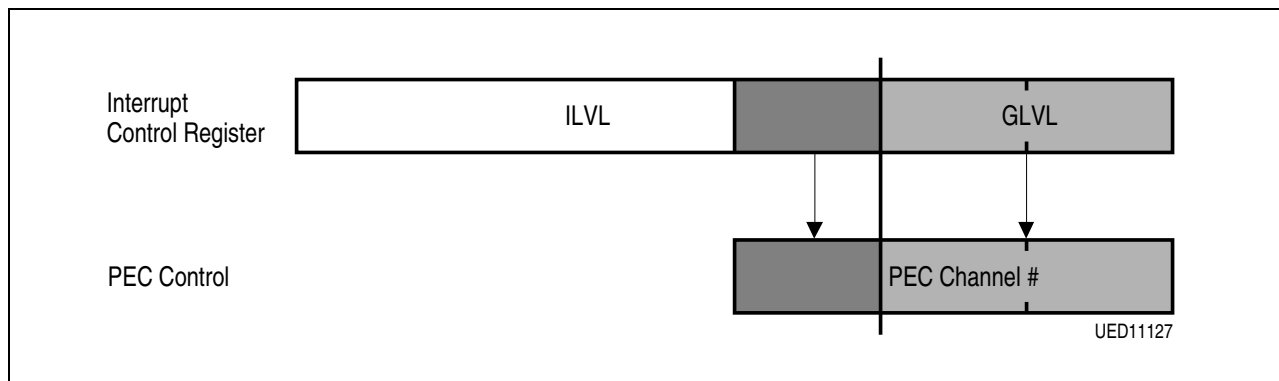 Interrupt
Control Register
ILVL
GLVL
PEC Control
PEC Channel #
UED11127